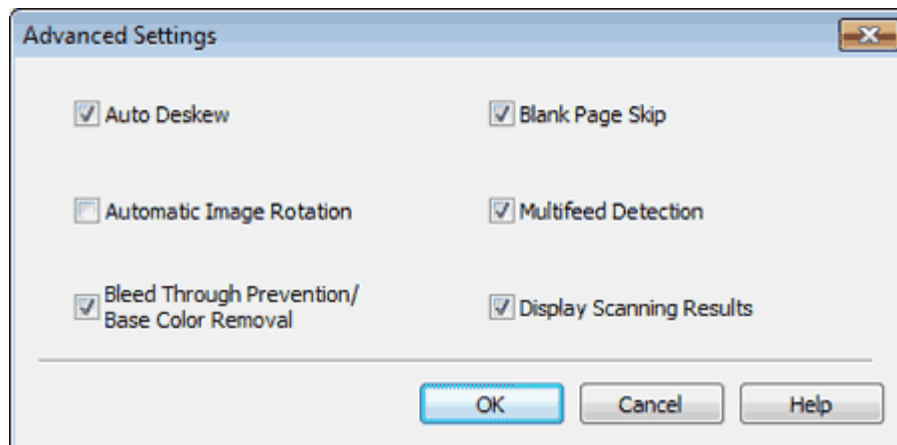 Advanced Settings
Auto Deskew
Blank Page Skip
Automatic Image Rotation
Multifeed Detection
Bleed Through Prevention/
Base Color Removal
Display Scanning Results
OK
Cancel
Help